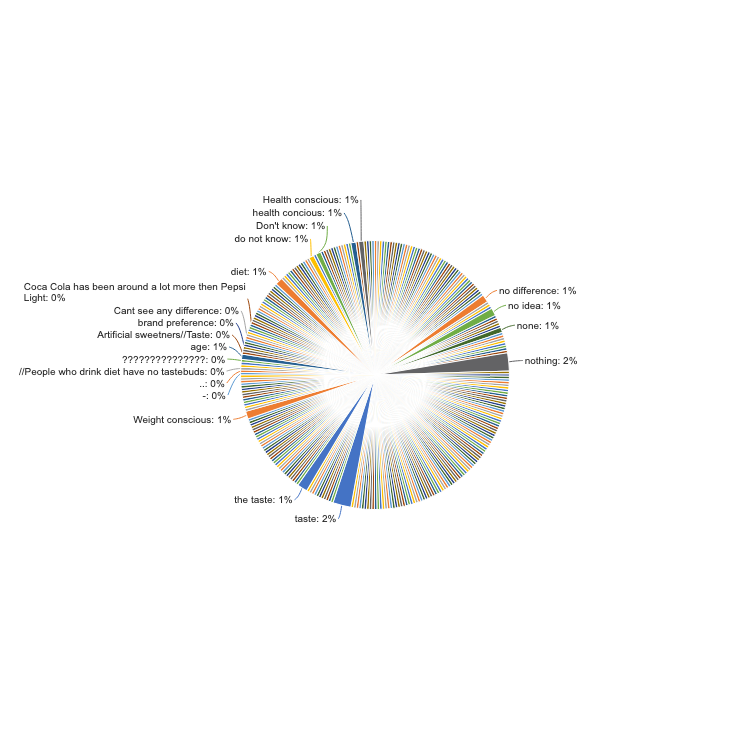 Health conscious: 1%
health concious: 1%
Don't know: 1%
do not know: 1%
diet: 1%
Coca Cola has been around a lot more then Pepsi
Light: 0%
Cant see any difference: 0%
brand preference: 0%
Artificial sweetners//Taste: 0%
age: 1%
???????????????: 0%
//People who drink diet have no tastebuds: 0%
..: 0%
-: 0%
Weight conscious: 1%
the taste: 1%
taste: 2%
no difference: 1%
no idea: 1%
none: 1%
nothing: 2%